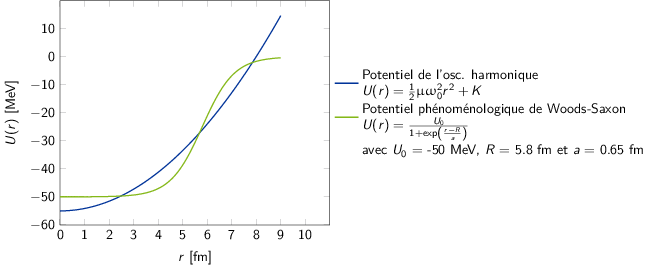 10
0
−10
−20
−30
−40
−50
−60
U(r) [MeV]
0 1 2 3 4 5 6 7 8 9 10
r [fm]
Potentiel de l'osc. harmonique
U(r) = ½μω₀²r² + K
Potentiel phénoménologique de Woods-Saxon
U(r) = U₀ / (1+exp((r−R)/a))
avec U₀ = -50 MeV, R = 5.8 fm et a = 0.65 fm